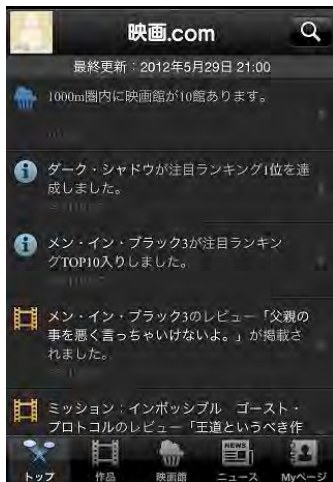 映画.com
最終更新：2012年5月29日 21:00
1000m圏内に映画館が10館あります。
ダーク・シャドウが注目ランキング1位を達
成しました。
メン・イン・ブラック3が注目ランキン
グTOP10入りしました。
メン・イン・ブラック3のレビュー「父親の
事を悪く言っちゃいけないよ。」が掲載さ
れました。
ミッション：インポッシブル　ゴースト・
プロトコルのレビュー「王道というべき作
NEWS
トップ
作品
映画館
ニュース
Myページ